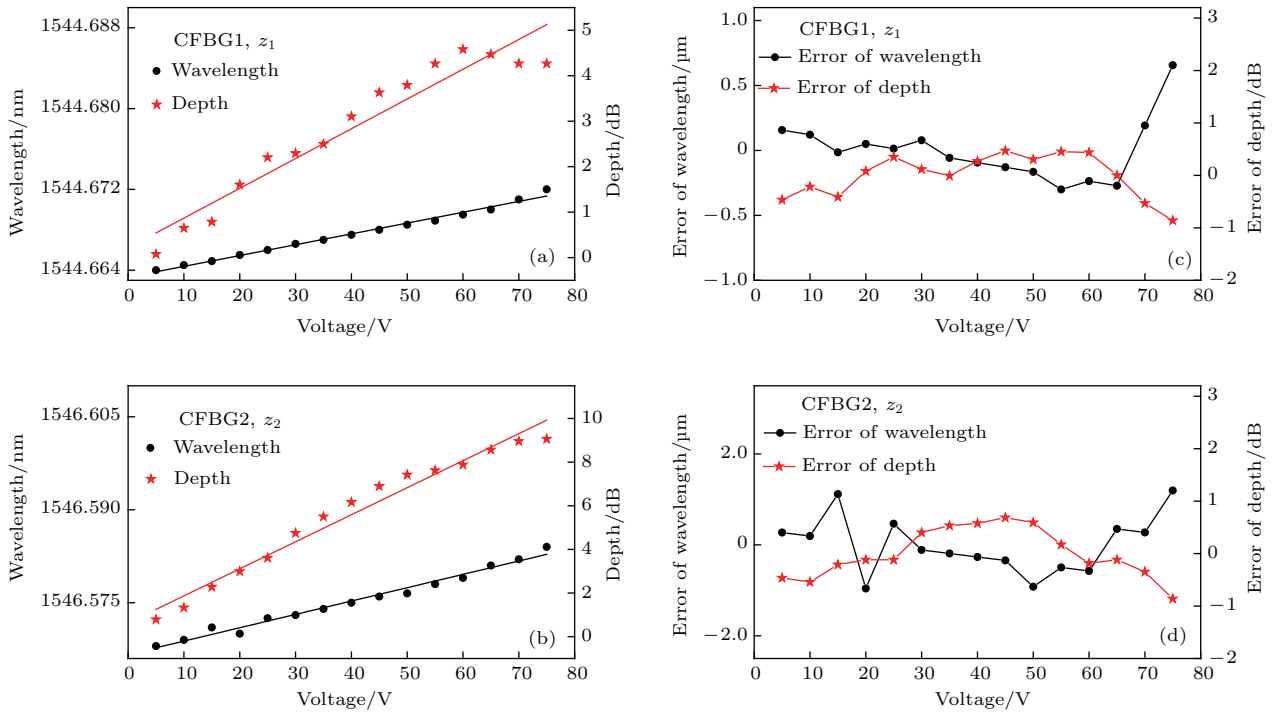 CFBG1, z1
Wavelength
Depth
1544.688
1544.680
1544.672
1544.664
Wavelength/nm
5
4
3
2
1
0
Depth/dB
(a)
0 10 20 30 40 50 60 70 80
Voltage/V
CFBG1, z1
Error of wavelength
Error of depth
1.0
0.5
0
−0.5
−1.0
Error of wavelength/μm
3
2
1
0
−1
−2
Error of depth/dB
(c)
0 10 20 30 40 50 60 70 80
Voltage/V
CFBG2, z2
Wavelength
Depth
1546.605
1546.590
1546.575
Wavelength/nm
10
8
6
4
2
0
Depth/dB
(b)
0 10 20 30 40 50 60 70 80
Voltage/V
CFBG2, z2
Error of wavelength
Error of depth
2.0
0
−2.0
Error of wavelength/μm
3
2
1
0
−1
−2
Error of depth/dB
(d)
0 10 20 30 40 50 60 70 80
Voltage/V